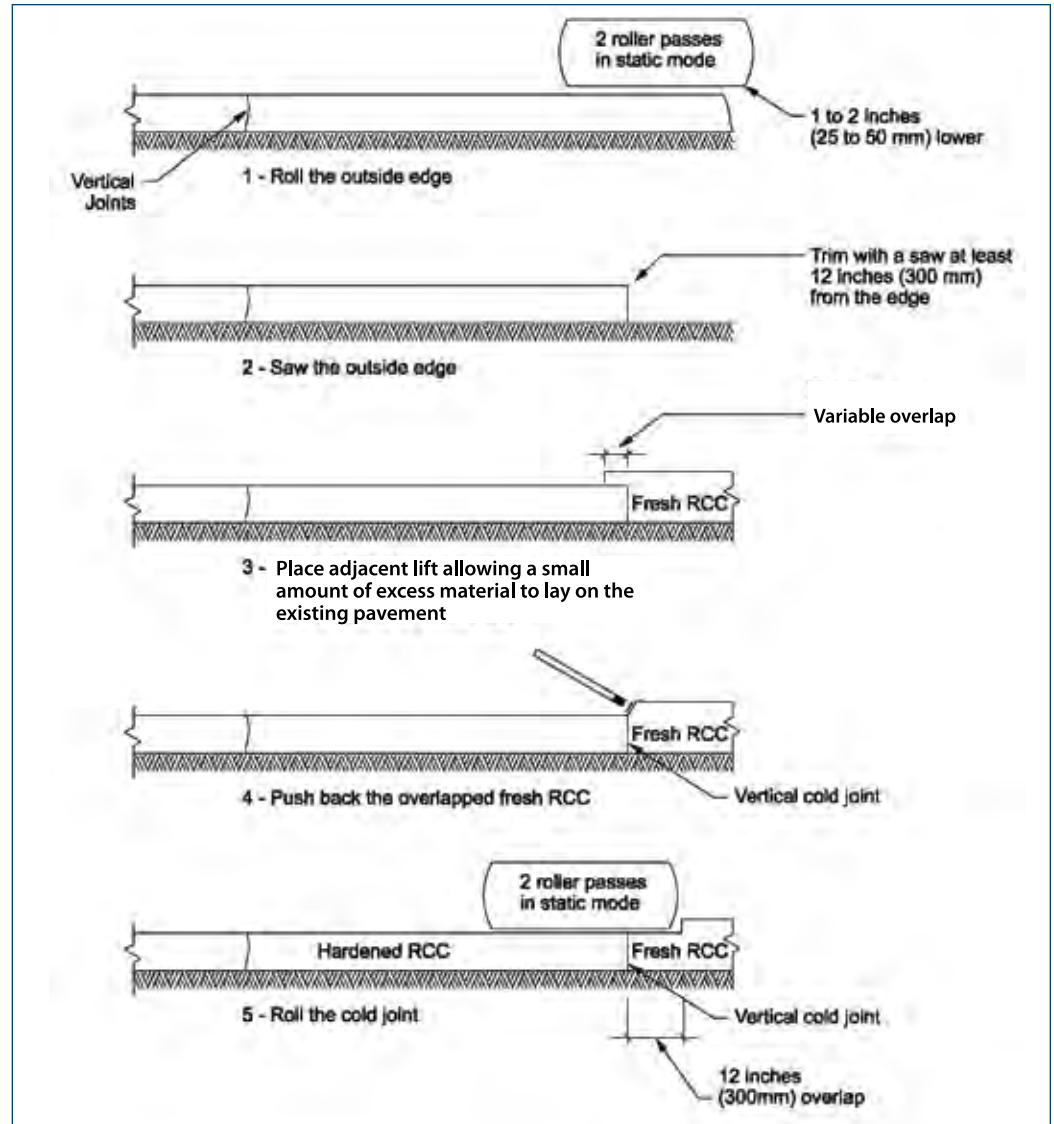 2 roller passes
in static mode
1 to 2 inches
(25 to 50 mm) lower
Vertical
Joints
1 - Roll the outside edge
Trim with a saw at least
12 inches (300 mm)
from the edge
2 - Saw the outside edge
Variable overlap
Fresh RCC
3 - Place adjacent lift allowing a small
amount of excess material to lay on the
existing pavement
Fresh RCC
4 - Push back the overlapped fresh RCC
Vertical cold joint
2 roller passes
in static mode
Hardened RCC
Fresh RCC
5 - Roll the cold joint
Vertical cold joint
12 inches
(300mm) overlap